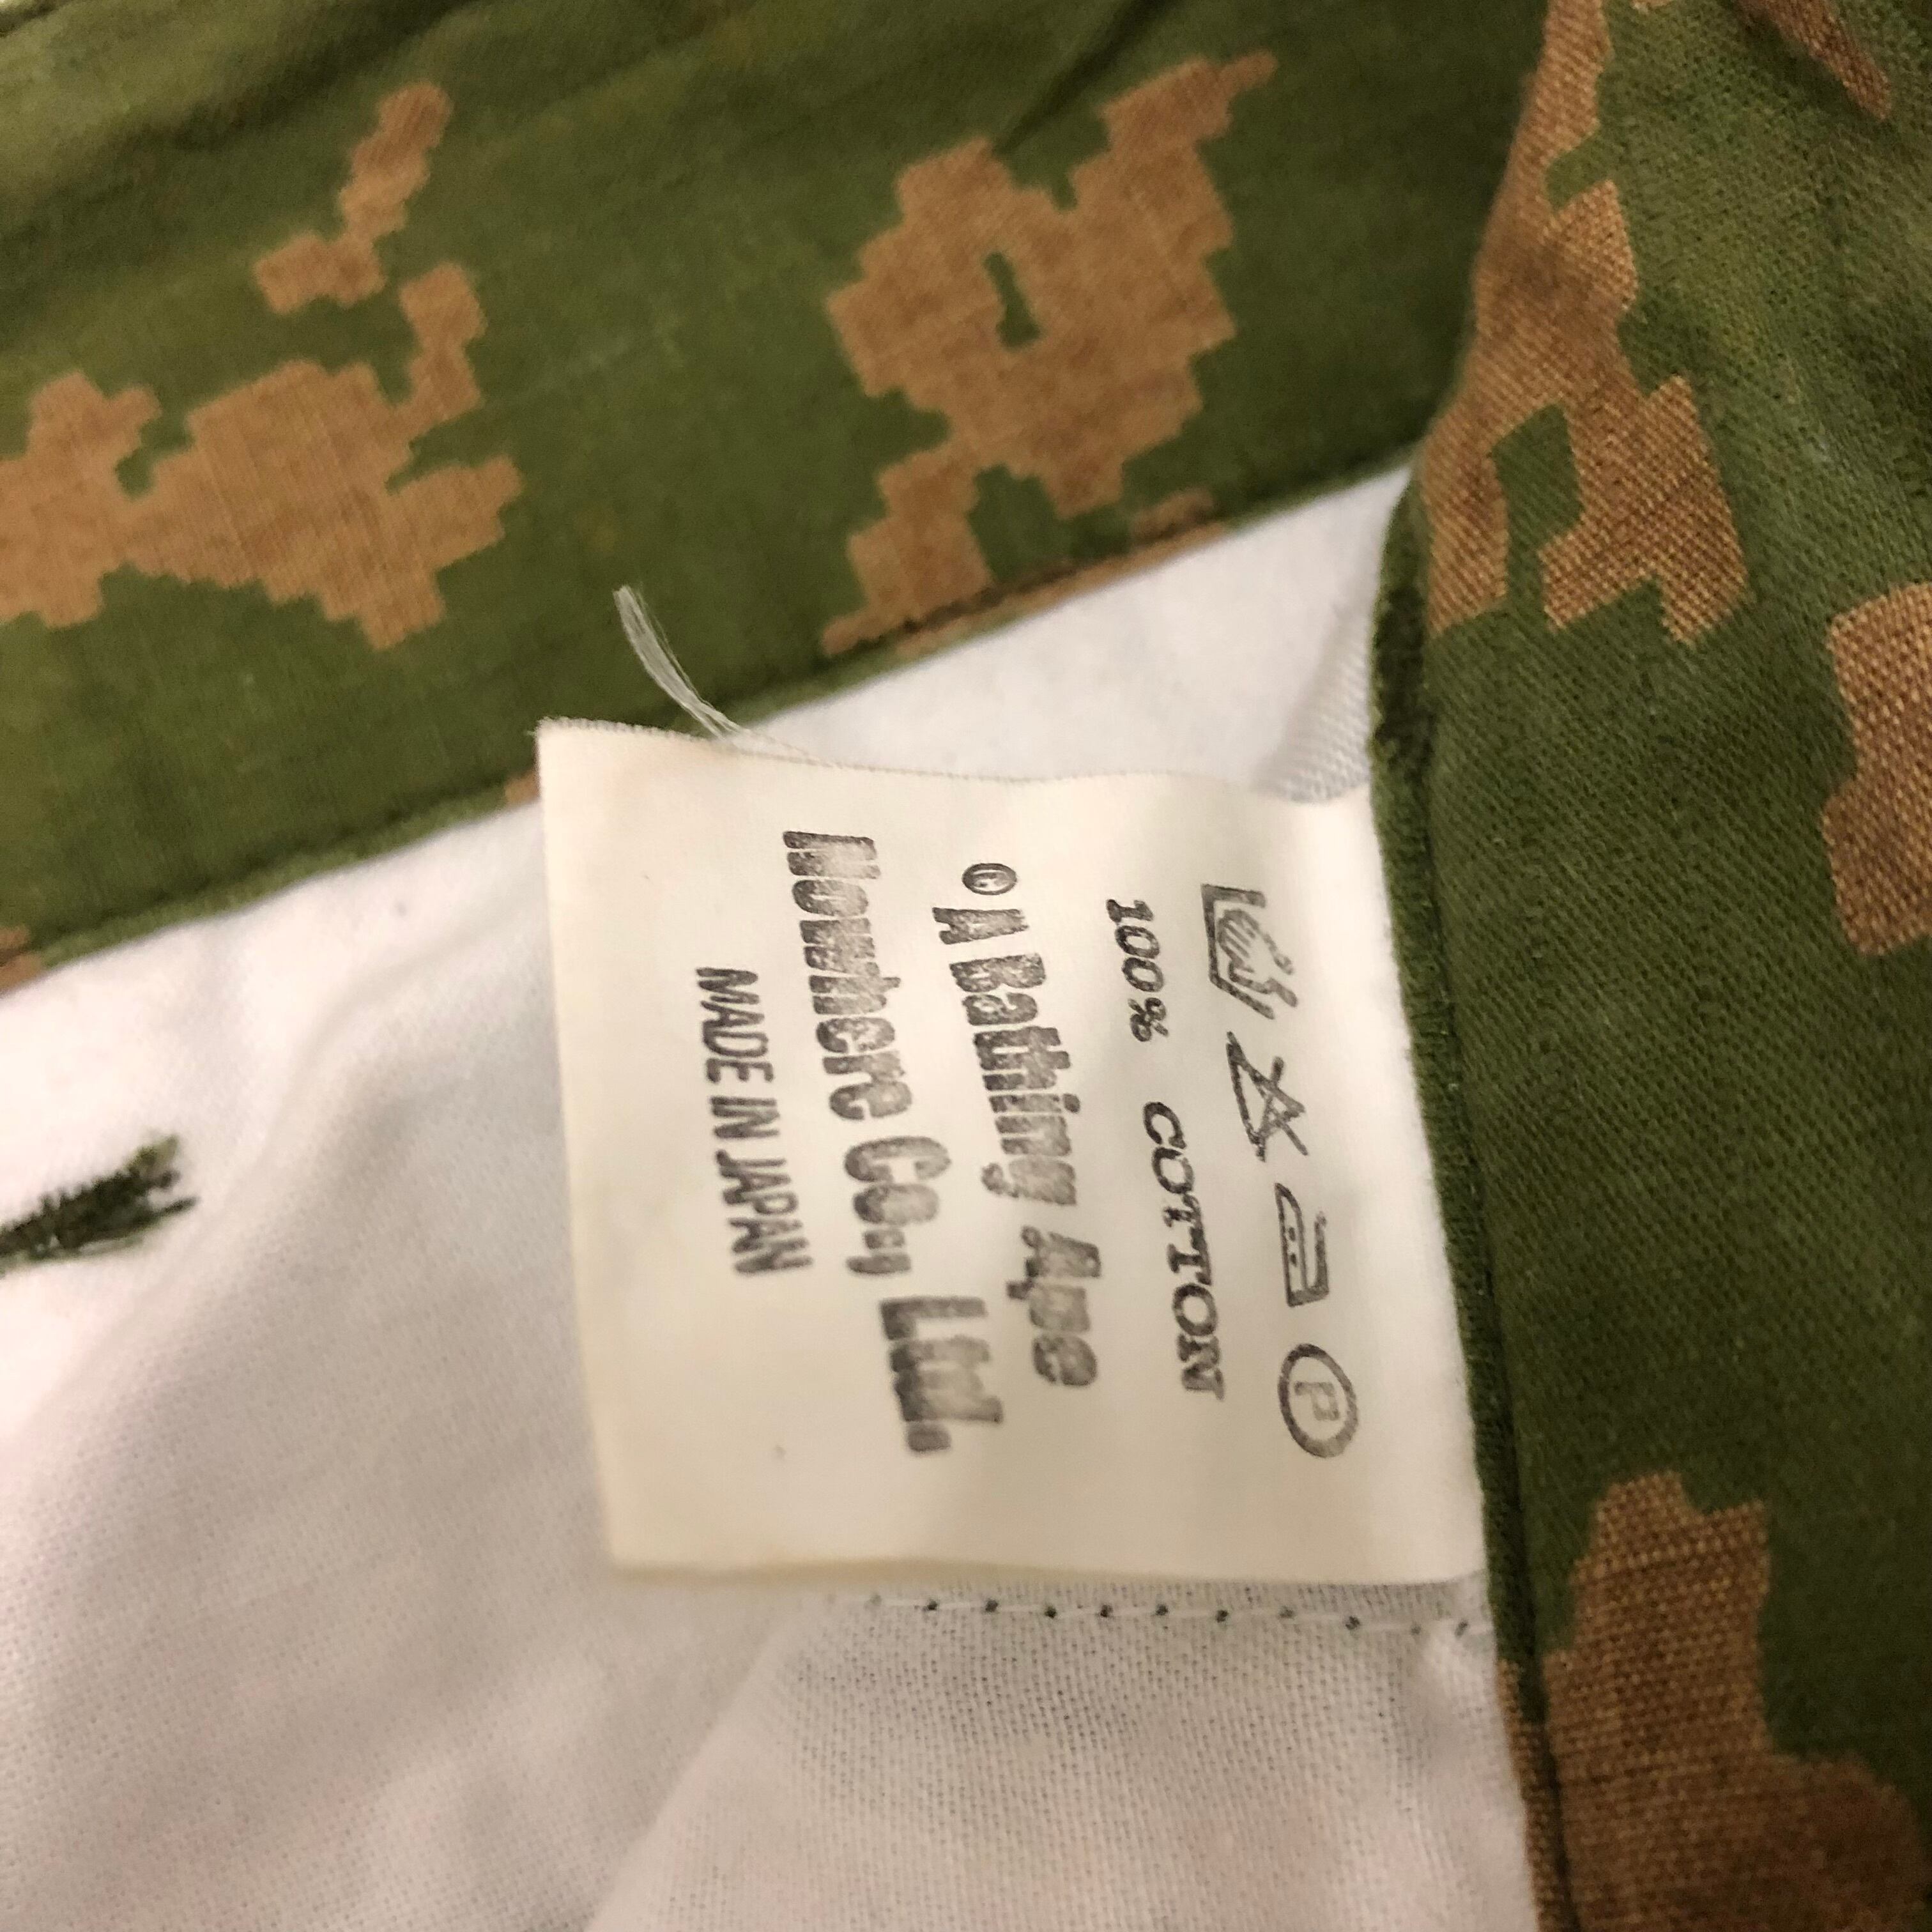 100% COTTON
© A Bathing Ape
Nowhere Co., Ltd.
MADE IN JAPAN